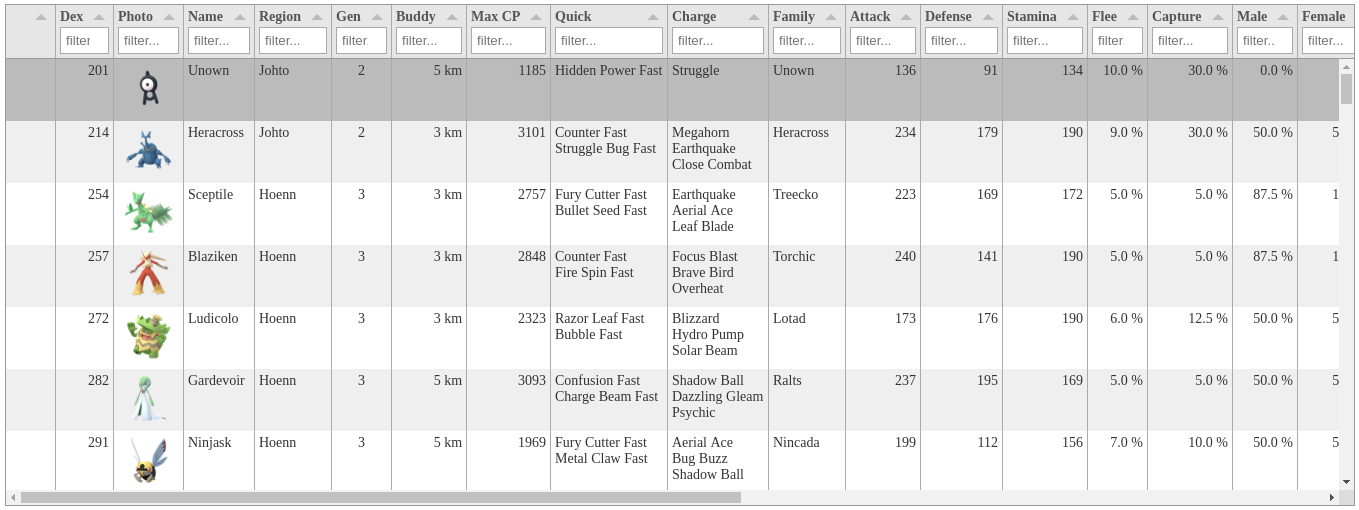 Dex Photo Name Region Gen Buddy Max CP Quick Charge Family Attack Defense Stamina Flee Capture Male Female
filter filter... filter... filter... filter filter... filter... filter... filter... filter... filter... filter... filter... filter filter... filter.. filter...
201 Unown Johto 2 5 km 1185 Hidden Power Fast Struggle Unown 136 91 134 10.0 % 30.0 % 0.0 %
214 Heracross Johto 2 3 km 3101 Counter Fast Megahorn Heracross 234 179 190 9.0 % 30.0 % 50.0 % 5
Struggle Bug Fast Earthquake
Close Combat
254 Sceptile Hoenn 3 3 km 2757 Fury Cutter Fast Earthquake Treecko 223 169 172 5.0 % 5.0 % 87.5 % 1
Bullet Seed Fast Aerial Ace
Leaf Blade
257 Blaziken Hoenn 3 3 km 2848 Counter Fast Focus Blast Torchic 240 141 190 5.0 % 5.0 % 87.5 % 1
Fire Spin Fast Brave Bird
Overheat
272 Ludicolo Hoenn 3 3 km 2323 Razor Leaf Fast Blizzard Lotad 173 176 190 6.0 % 12.5 % 50.0 % 5
Bubble Fast Hydro Pump
Solar Beam
282 Gardevoir Hoenn 3 5 km 3093 Confusion Fast Shadow Ball Ralts 237 195 169 5.0 % 5.0 % 50.0 % 5
Charge Beam Fast Dazzling Gleam
Psychic
291 Ninjask Hoenn 3 5 km 1969 Fury Cutter Fast Aerial Ace Nincada 199 112 156 7.0 % 10.0 % 50.0 % 5
Metal Claw Fast Bug Buzz
Shadow Ball